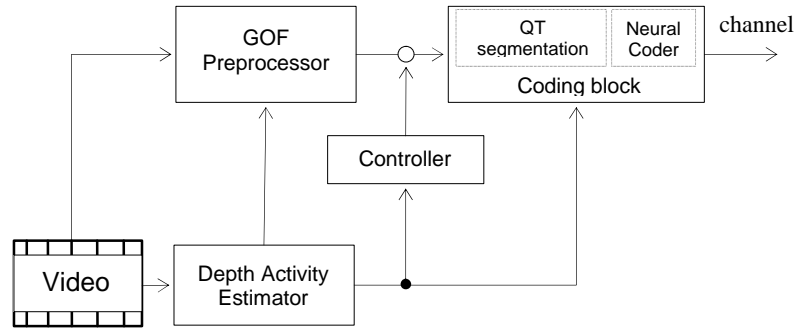 GOF
Preprocessor
QT
segmentation
Neural
Coder
Coding block
channel
Controller
Video
Depth Activity
Estimator